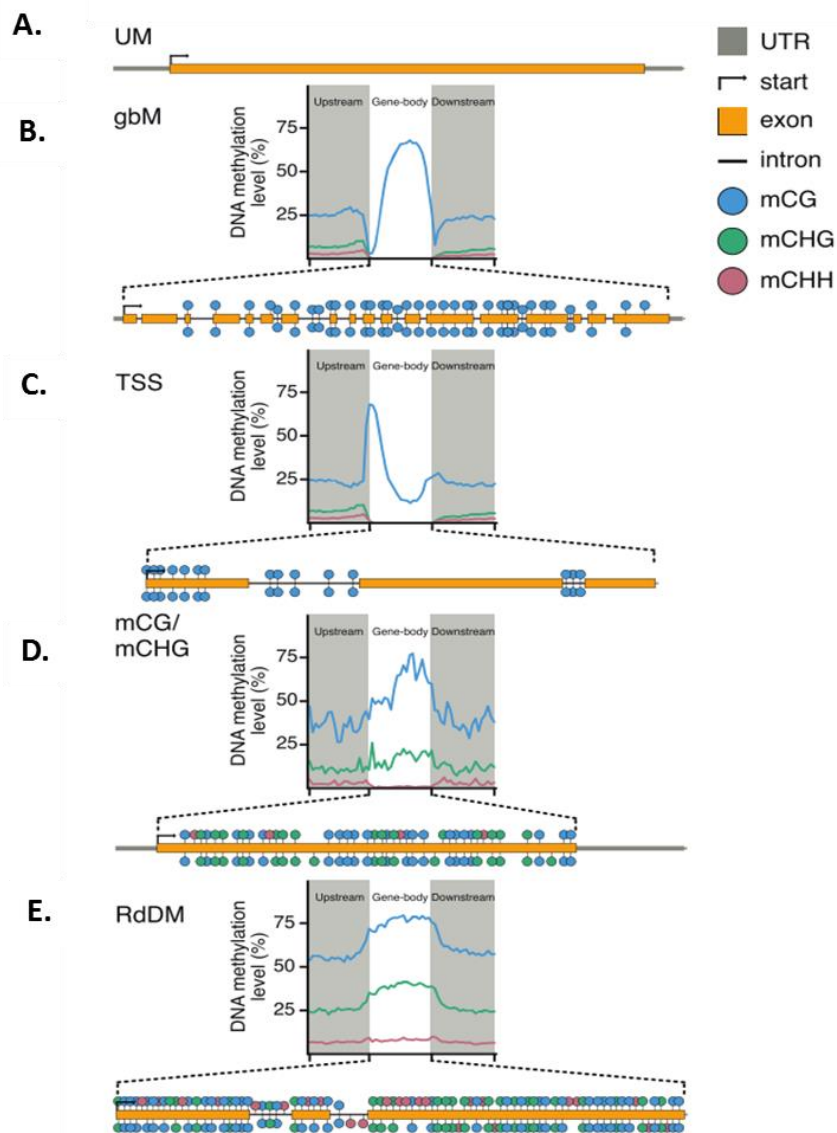 A.
UM
UTR
start
exon
intron
mCG
mCHG
mCHH
B.
gbM
Upstream Gene-body Downstream
DNA methylation
level (%)
75
50
25
C.
TSS
Upstream Gene-body Downstream
DNA methylation
level (%)
75
50
25
D.
mCG/
mCHG
Upstream Gene-body Downstream
DNA methylation
level (%)
75
50
25
E.
RdDM
Upstream Gene-body Downstream
DNA methylation
level (%)
75
50
25